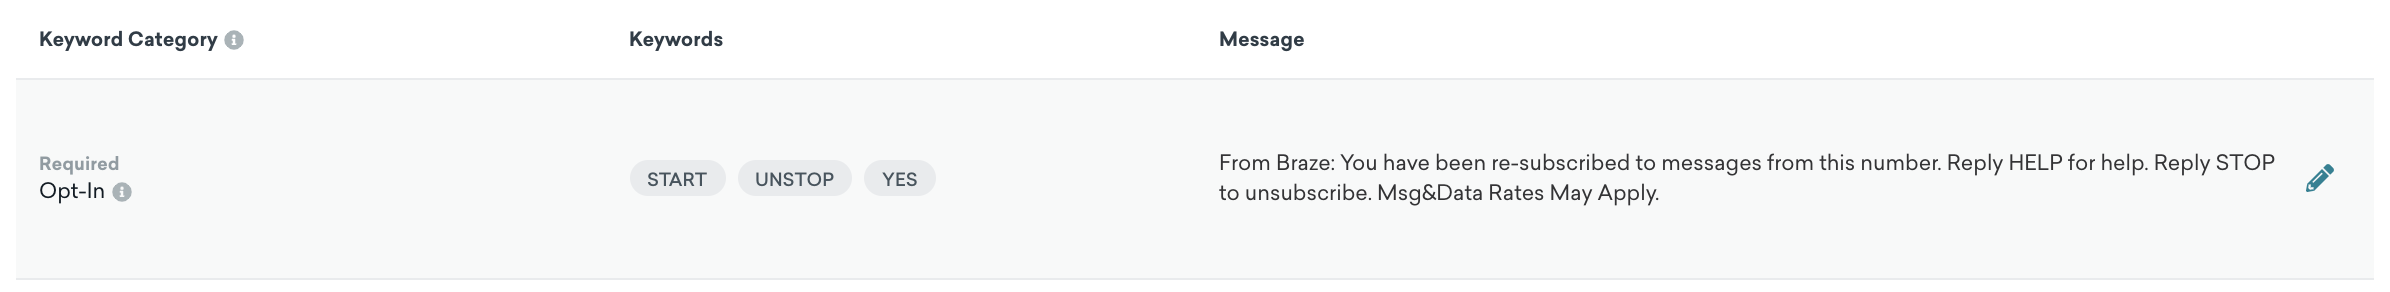 Keyword Category
Keywords
Message
Required
Opt-In
START UNSTOP YES
From Braze: You have been re-subscribed to messages from this number. Reply HELP for help. Reply STOP
to unsubscribe. Msg&Data Rates May Apply.